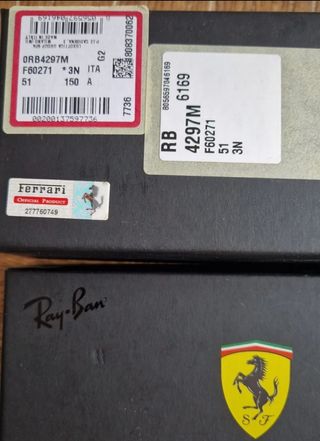 0RB4297M G2
F60271 *3N ITA
51 150 A
7736
00200137597736
RB 6169
4297M
F60271
51
3N
Ferrari
OFFICIAL PRODUCT
277760749
Ray-Ban
S F